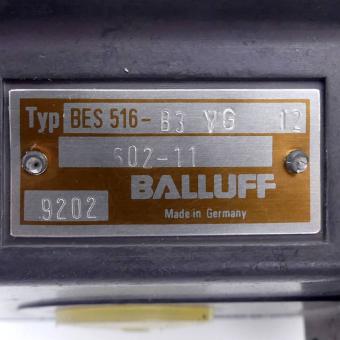 Typ BES 516- B3 VG 12
602-11
BALLUFF
9202 Made in Germany